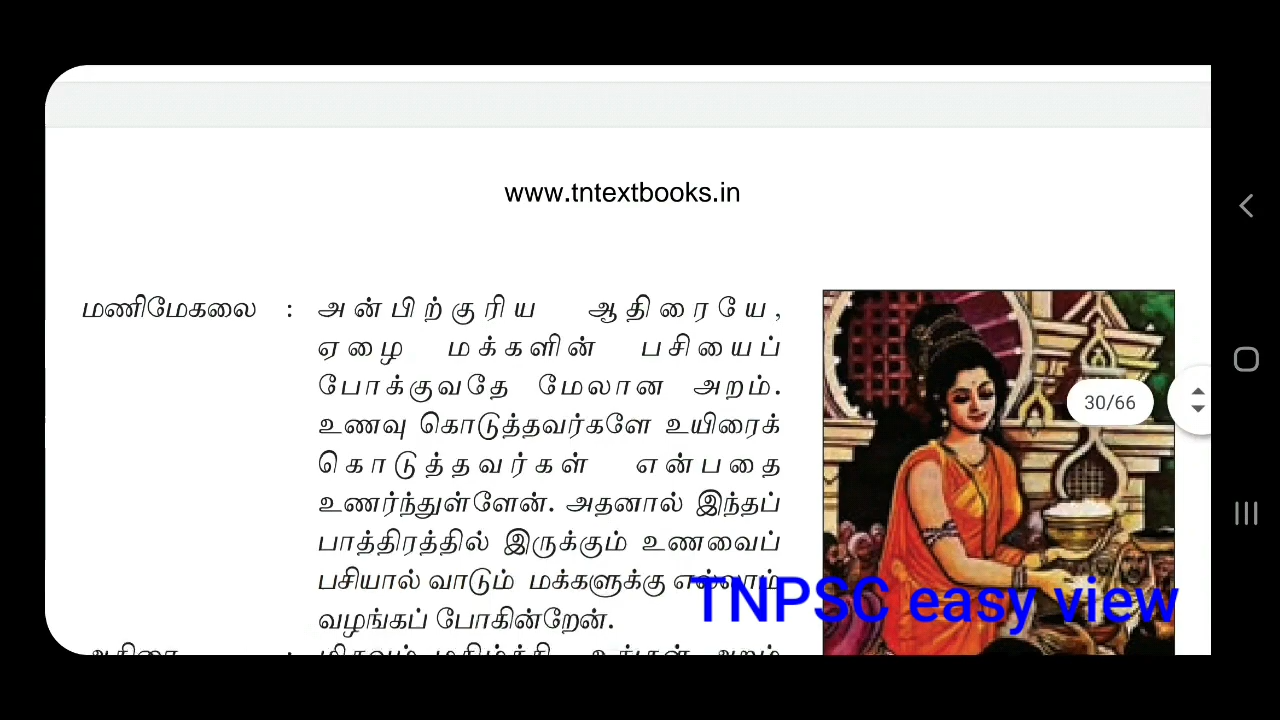 www.tntextbooks.in
மணிமேகலை : அன்பிற்குரிய ஆதிரையே,
ஏழை மக்களின் பசியைப்
போக்குவதே மேலான அறம்.
உணவு கொடுத்தவர்களே உயிரைக்
கொடுத்தவர்கள் என்பதை
உணர்ந்துள்ளேன். அதனால் இந்தப்
பாத்திரத்தில் இருக்கும் உணவைப்
பசியால் வாடும் மக்களுக்கு எல்லாம்
வழங்கப் போகின்றேன்.
30/66
TNPSC easy view